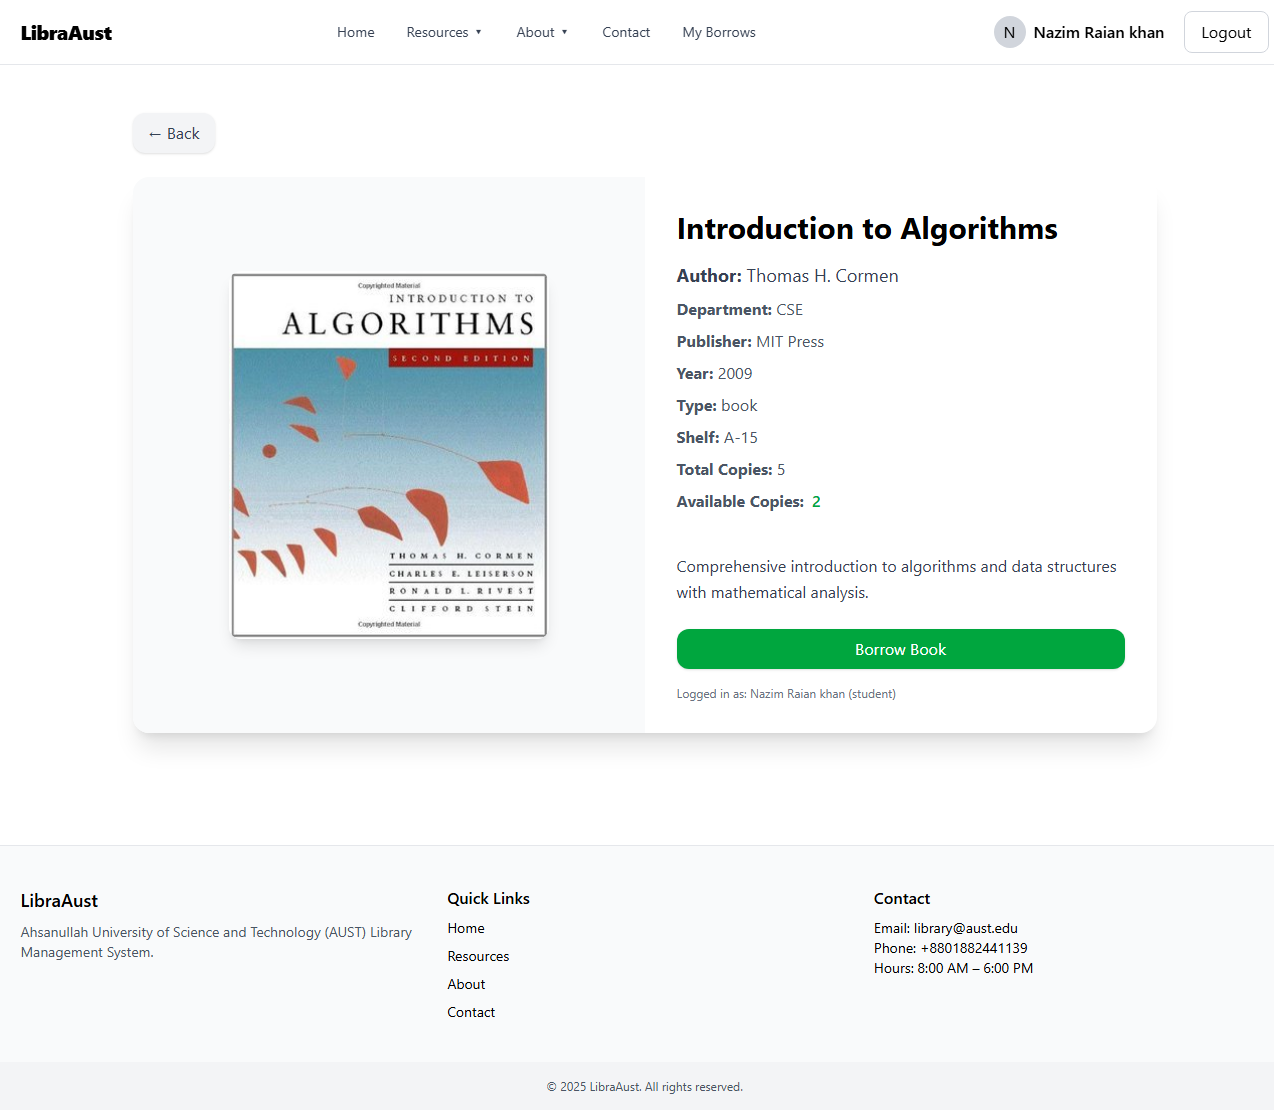 LibraAust
Home
Resources ▼
About ▼
Contact
My Borrows
N
Nazim Raian khan
Logout
← Back
Copyrighted Material
INTRODUCTION TO
ALGORITHMS
SECOND EDITION
THOMAS H. CORMEN
CHARLES E. LEISERSON
RONALD L. RIVEST
CLIFFORD STEIN
Copyrighted Material
Introduction to Algorithms
Author: Thomas H. Cormen
Department: CSE
Publisher: MIT Press
Year: 2009
Type: book
Shelf: A-15
Total Copies: 5
Available Copies: 2
Comprehensive introduction to algorithms and data structures
with mathematical analysis.
Borrow Book
Logged in as: Nazim Raian khan (student)
LibraAust
Ahsanullah University of Science and Technology (AUST) Library
Management System.
Quick Links
Home
Resources
About
Contact
Contact
Email: library@aust.edu
Phone: +8801882441139
Hours: 8:00 AM – 6:00 PM
© 2025 LibraAust. All rights reserved.